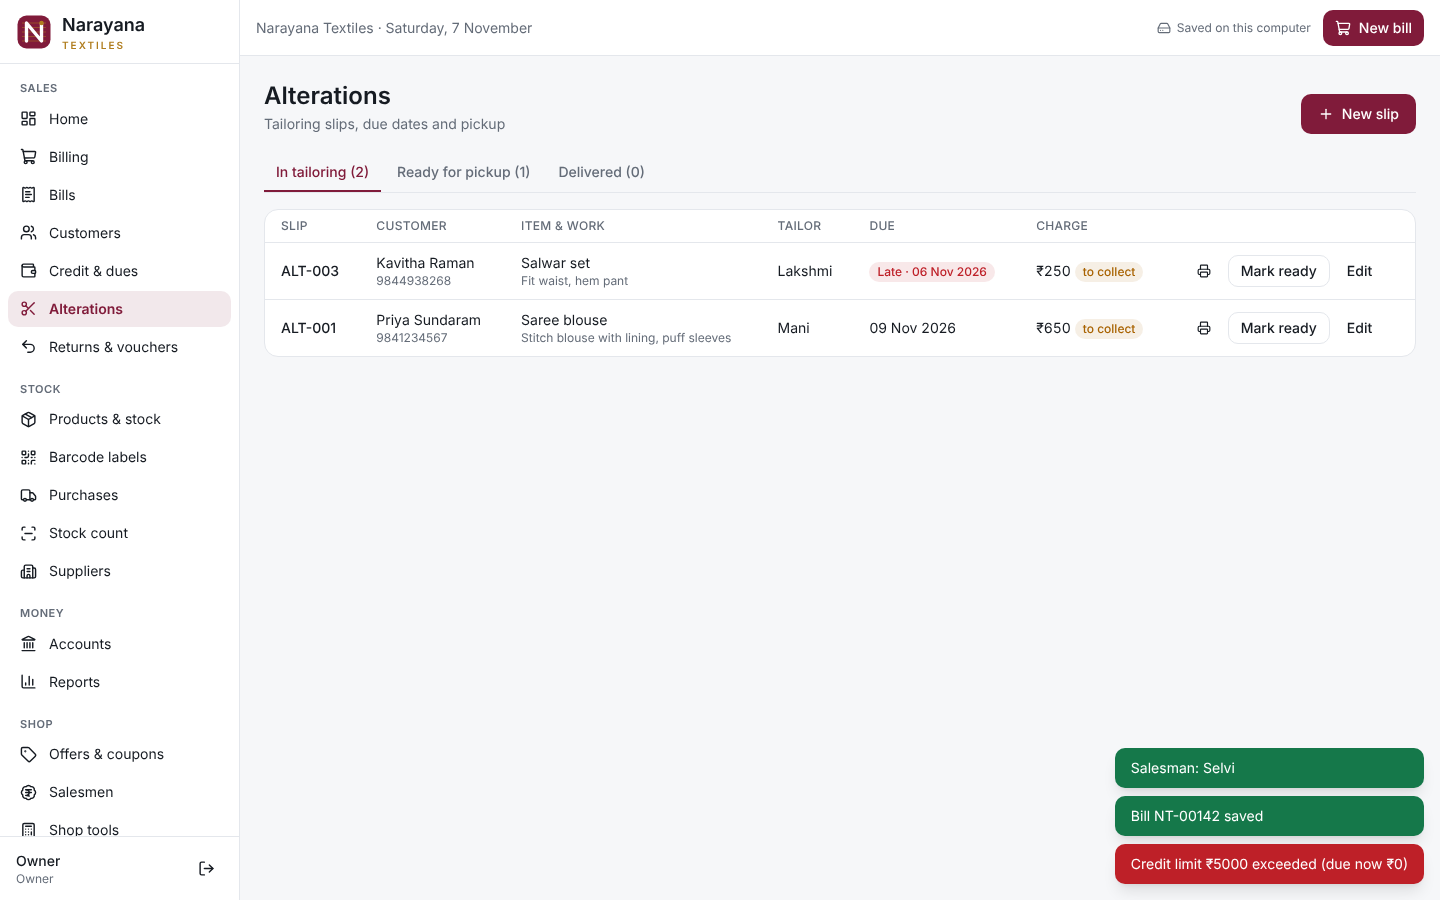 Narayana
TEXTILES
Narayana Textiles · Saturday, 7 November
Saved on this computer
New bill
SALES
Home
Billing
Bills
Customers
Credit & dues
Alterations
Returns & vouchers
STOCK
Products & stock
Barcode labels
Purchases
Stock count
Suppliers
MONEY
Accounts
Reports
SHOP
Offers & coupons
Salesmen
Shop tools
Owner
Owner
Alterations
Tailoring slips, due dates and pickup
New slip
In tailoring (2) Ready for pickup (1) Delivered (0)
SLIP CUSTOMER ITEM & WORK TAILOR DUE CHARGE
ALT-003 Kavitha Raman Salwar set Lakshmi Late · 06 Nov 2026 ₹250 to collect Mark ready Edit
9844938268 Fit waist, hem pant
ALT-001 Priya Sundaram Saree blouse Mani 09 Nov 2026 ₹650 to collect Mark ready Edit
9841234567 Stitch blouse with lining, puff sleeves
Salesman: Selvi
Bill NT-00142 saved
Credit limit ₹5000 exceeded (due now ₹0)